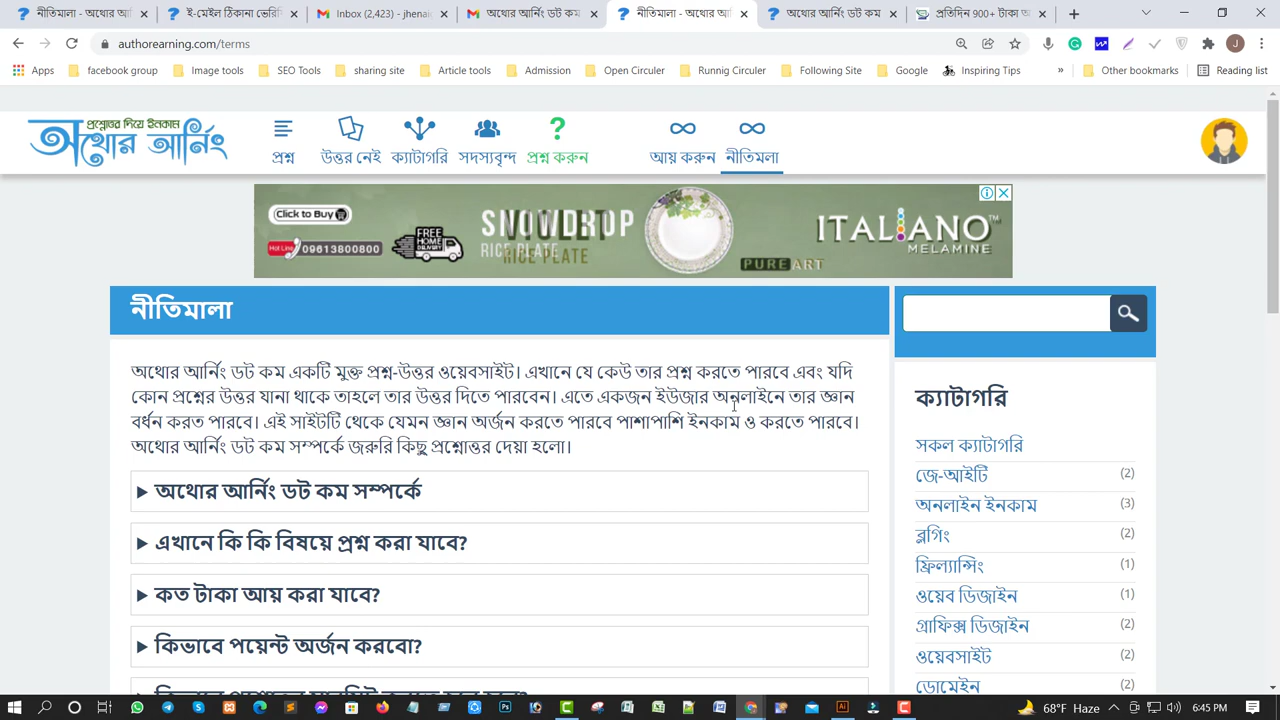 নীতিমালা - অথোর আ
ই-মেইল ঠিকানা ভেরি
Inbox (2,423) - jhenai
অথোর আর্নিং ডট কম
নীতিমালা - অথোর আ
অথোর আর্নিং ডট কম
প্রতিদিন 900+ টাকা অ
authorearning.com/terms
Apps
facebook group
Image tools
SEO Tools
sharing site
Article tools
Admission
Open Circuler
Runnig Circuler
Following Site
Google
Inspiring Tips
»
Other bookmarks
Reading list
প্রশ্নোত্তর দিয়ে ইনকাম
অথোর আর্নিং
প্রশ্ন
উত্তর নেই
ক্যাটাগরি
সদস্যবৃন্দ
প্রশ্ন করুন
আয় করুন
নীতিমলা
Click to Buy
Hot Line
09613800800
FREE
HOME
DELIVERY
SNOWDROP
RICE PLATE
PURE ART
ITALIANO™
MELAMINE
নীতিমালা
অথোর আর্নিং ডট কম একটি মুক্ত প্রশ্ন-উত্তর ওয়েবসাইট। এখানে যে কেউ তার প্রশ্ন করতে পারবে এবং যদি
কোন প্রশ্নের উত্তর যানা থাকে তাহলে তার উত্তর দিতে পারবেন। এতে একজন ইউজার অনলাইনে তার জ্ঞান
বর্ধন করত পারবে। এই সাইটটি থেকে যেমন জ্ঞান অর্জন করতে পারবে পাশাপাশি ইনকাম ও করতে পারবে।
অথোর আর্নিং ডট কম সম্পর্কে জরুরি কিছু প্রশ্নোত্তর দেয়া হলো।
অথোর আর্নিং ডট কম সম্পর্কে
এখানে কি কি বিষয়ে প্রশ্ন করা যাবে?
কত টাকা আয় করা যাবে?
কিভাবে পয়েন্ট অর্জন করবো?
ক্যাটাগরি
সকল ক্যাটাগরি
জে-আইটি (2)
অনলাইন ইনকাম (3)
ব্লগিং (2)
ফ্রিল্যান্সিং (1)
ওয়েব ডিজাইন (1)
গ্রাফিক্স ডিজাইন (2)
ওয়েবসাইট (2)
ডোমেইন (2)
68°F Haze
6:45 PM